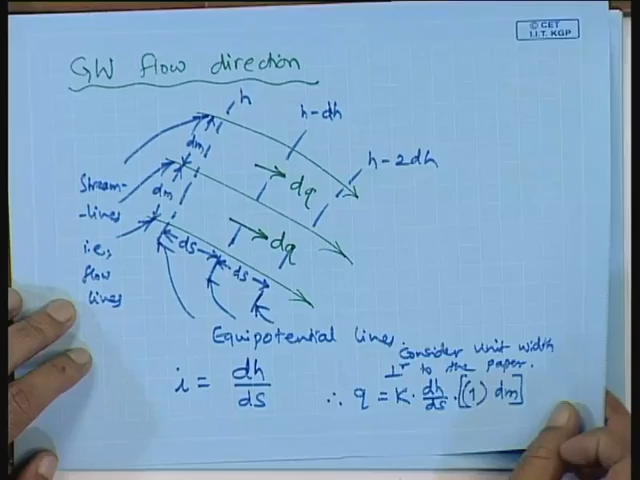 © CET
I.I.T. KGP
GW flow direction
h
h-dh
h-2dh
dm
dm
dq
dq
Stream-
-lines
i.e,
flow
lines
ds
ds
Equipotential lines.
Consider unit width
⊥r to the paper.
i = dh/ds
∴ q = K · dh/ds · [(1) dm]